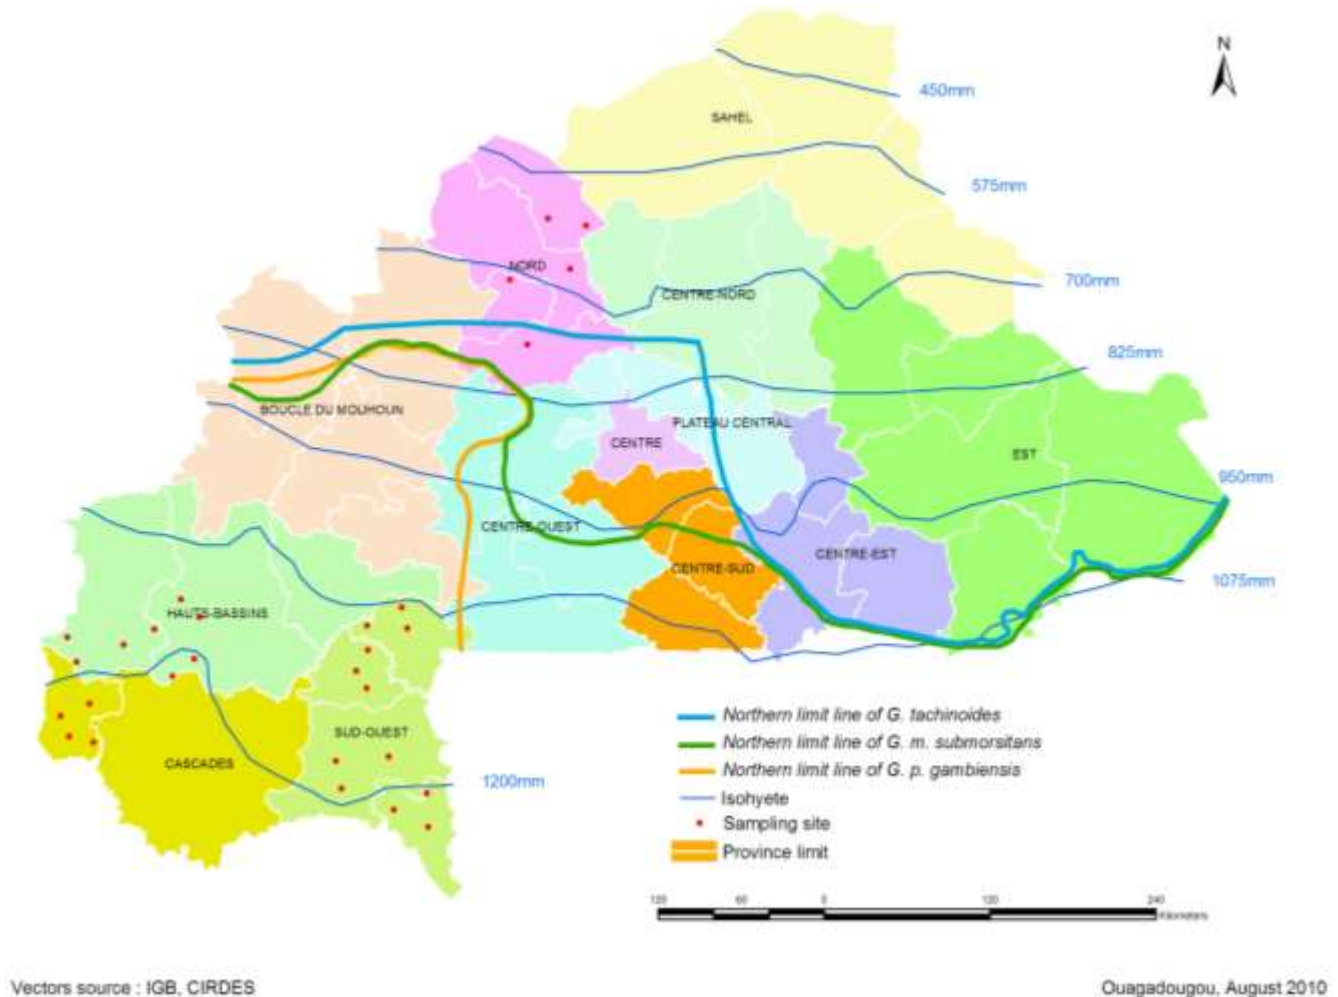 N
450mm
SAHEL
575mm
NORD
700mm
CENTRE-NORD
825mm
BOUCLE DU MOUHOUN
PLATEAU CENTRAL
CENTRE
EST
950mm
CENTRE-OUEST
CENTRE-EST
CENTRE-SUD
1075mm
HAUTS-BASSINS
Northern limit line of G. tachinoides
SUD-OUEST
Northern limit line of G. m. submorsitans
CASCADES
Northern limit line of G. p. gambiensis
1200mm
Isohyete
Sampling site
Province limit
120 60 0 120 240
Kilometers
Vectors source : IGB, CIRDES
Ouagadougou, August 2010